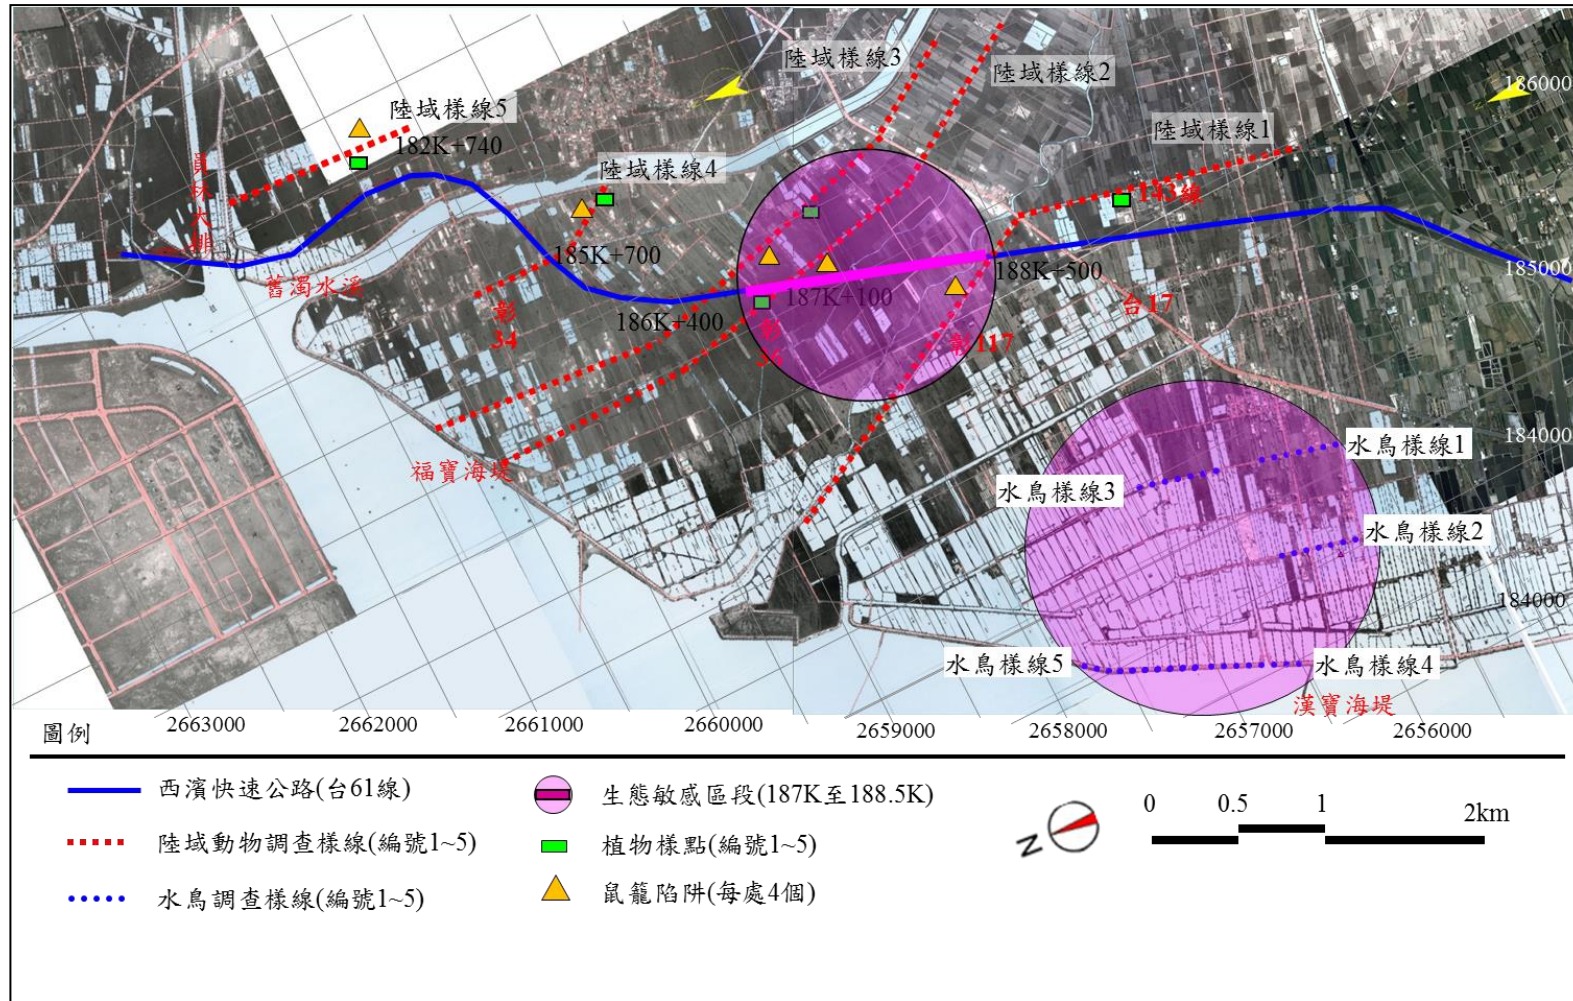 陸域樣線3
陸域樣線2
186000
陸域樣線5
陸域樣線1
182K+740
員林大排
陸域樣線4
143線
185K+700
188K+500
185000
舊濁水溪
187K+100
台17
彰
34
186K+400
彰
36
彰117
184000
水鳥樣線1
福寶海堤
水鳥樣線3
水鳥樣線2
184000
水鳥樣線5
水鳥樣線4
漢寶海堤
2663000
2662000
2661000
2660000
2659000
2658000
2657000
2656000
圖例
西濱快速公路(台61線)
生態敏感區段(187K至188.5K)
0
0.5
1
2km
陸域動物調查樣線(編號1~5)
植物樣點(編號1~5)
N
水鳥調查樣線(編號1~5)
鼠籠陷阱(每處4個)